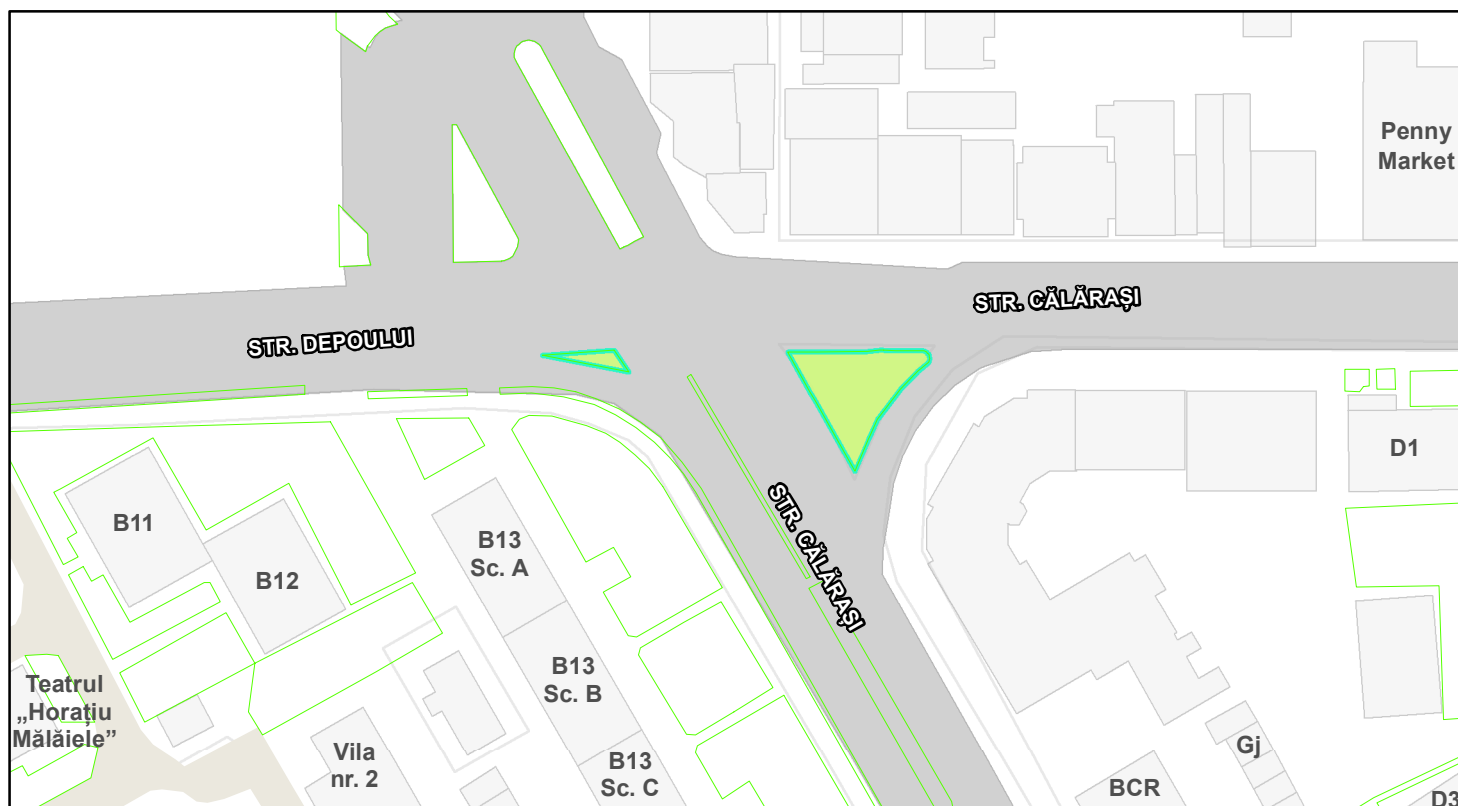 Penny
Market
STR. CĂLĂRAȘI
STR. DEPOULUI
D1
STR. CĂLĂRAȘI
B11
B12
B13
Sc. A
B13
Sc. B
B13
Sc. C
Teatrul
„Horațiu
Mălăiele”
Vila
nr. 2
Gj
BCR
D3